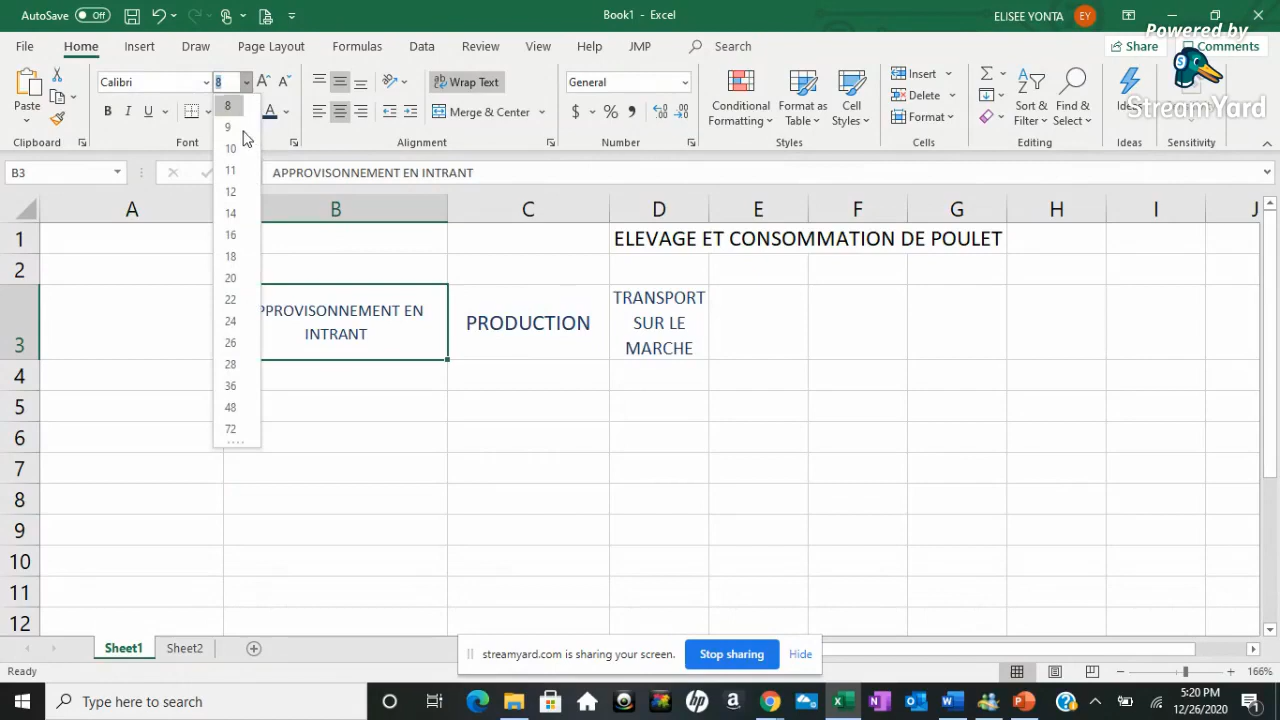 AutoSave Off
Book1 - Excel
ELISEE YONTA EY
Powered by
StreamYard
File Home Insert Draw Page Layout Formulas Data Review View Help JMP Search Share Comments
Paste
Calibri 8
Wrap Text
General
Merge & Center
Conditional Formatting
Format as Table
Cell Styles
Insert
Delete
Format
Sort & Filter
Find & Select
Clipboard Font Alignment Number Styles Cells Editing Ideas
B3 APPROVISONNEMENT EN INTRANT
8
9
10
11
12
14
16
18
20
22
24
26
28
36
48
72
A B C D E F G H I J
1 ELEVAGE ET CONSOMMATION DE POULET
2
3
PPROVISONNEMENT EN
INTRANT
PRODUCTION
TRANSPORT
SUR LE
MARCHE
4
5
6
7
8
9
10
11
12
Sheet1 Sheet2
streamyard.com is sharing your screen. Stop sharing Hide
Ready 166%
Type here to search
5:20 PM
12/26/2020